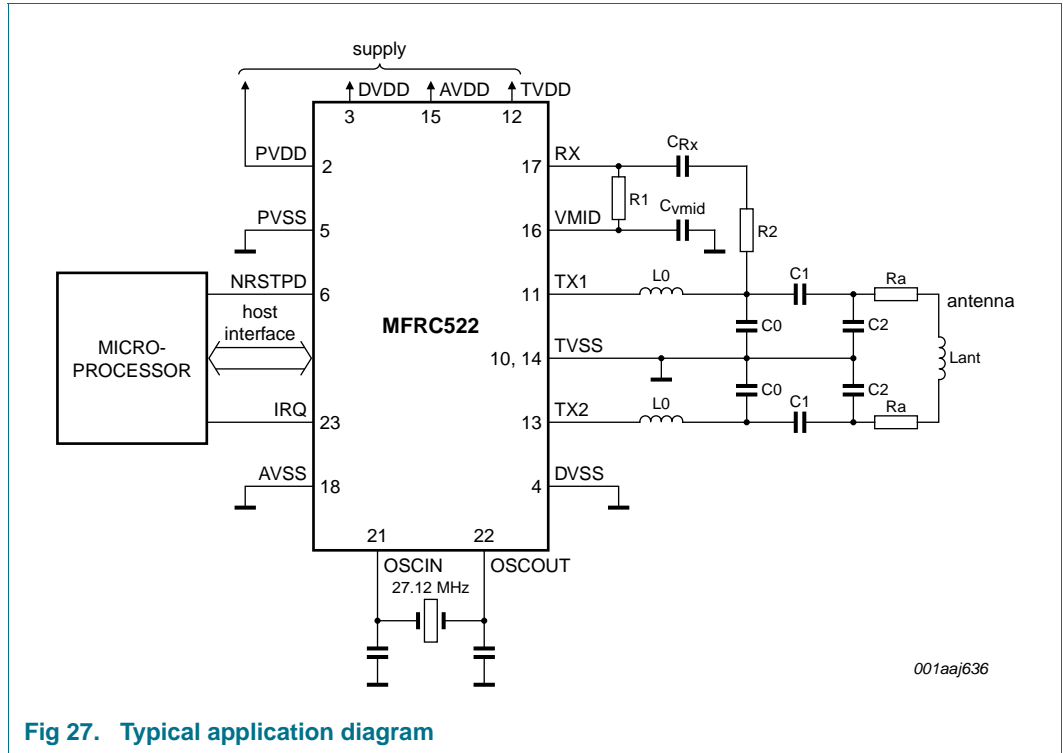 supply
DVDD
AVDD
TVDD
3
15
12
PVDD
2
17
RX
CRx
R1
Cvmid
R2
PVSS
5
16
VMID
NRSTPD
6
11
TX1
L0
C1
Ra
antenna
host
interface
MFRC522
C0
C2
MICRO-
PROCESSOR
10, 14
TVSS
Lant
C0
C2
IRQ
23
13
TX2
L0
C1
Ra
AVSS
18
4
DVSS
21
22
OSCIN
OSCOUT
27.12 MHz
001aaj636
Fig 27. Typical application diagram